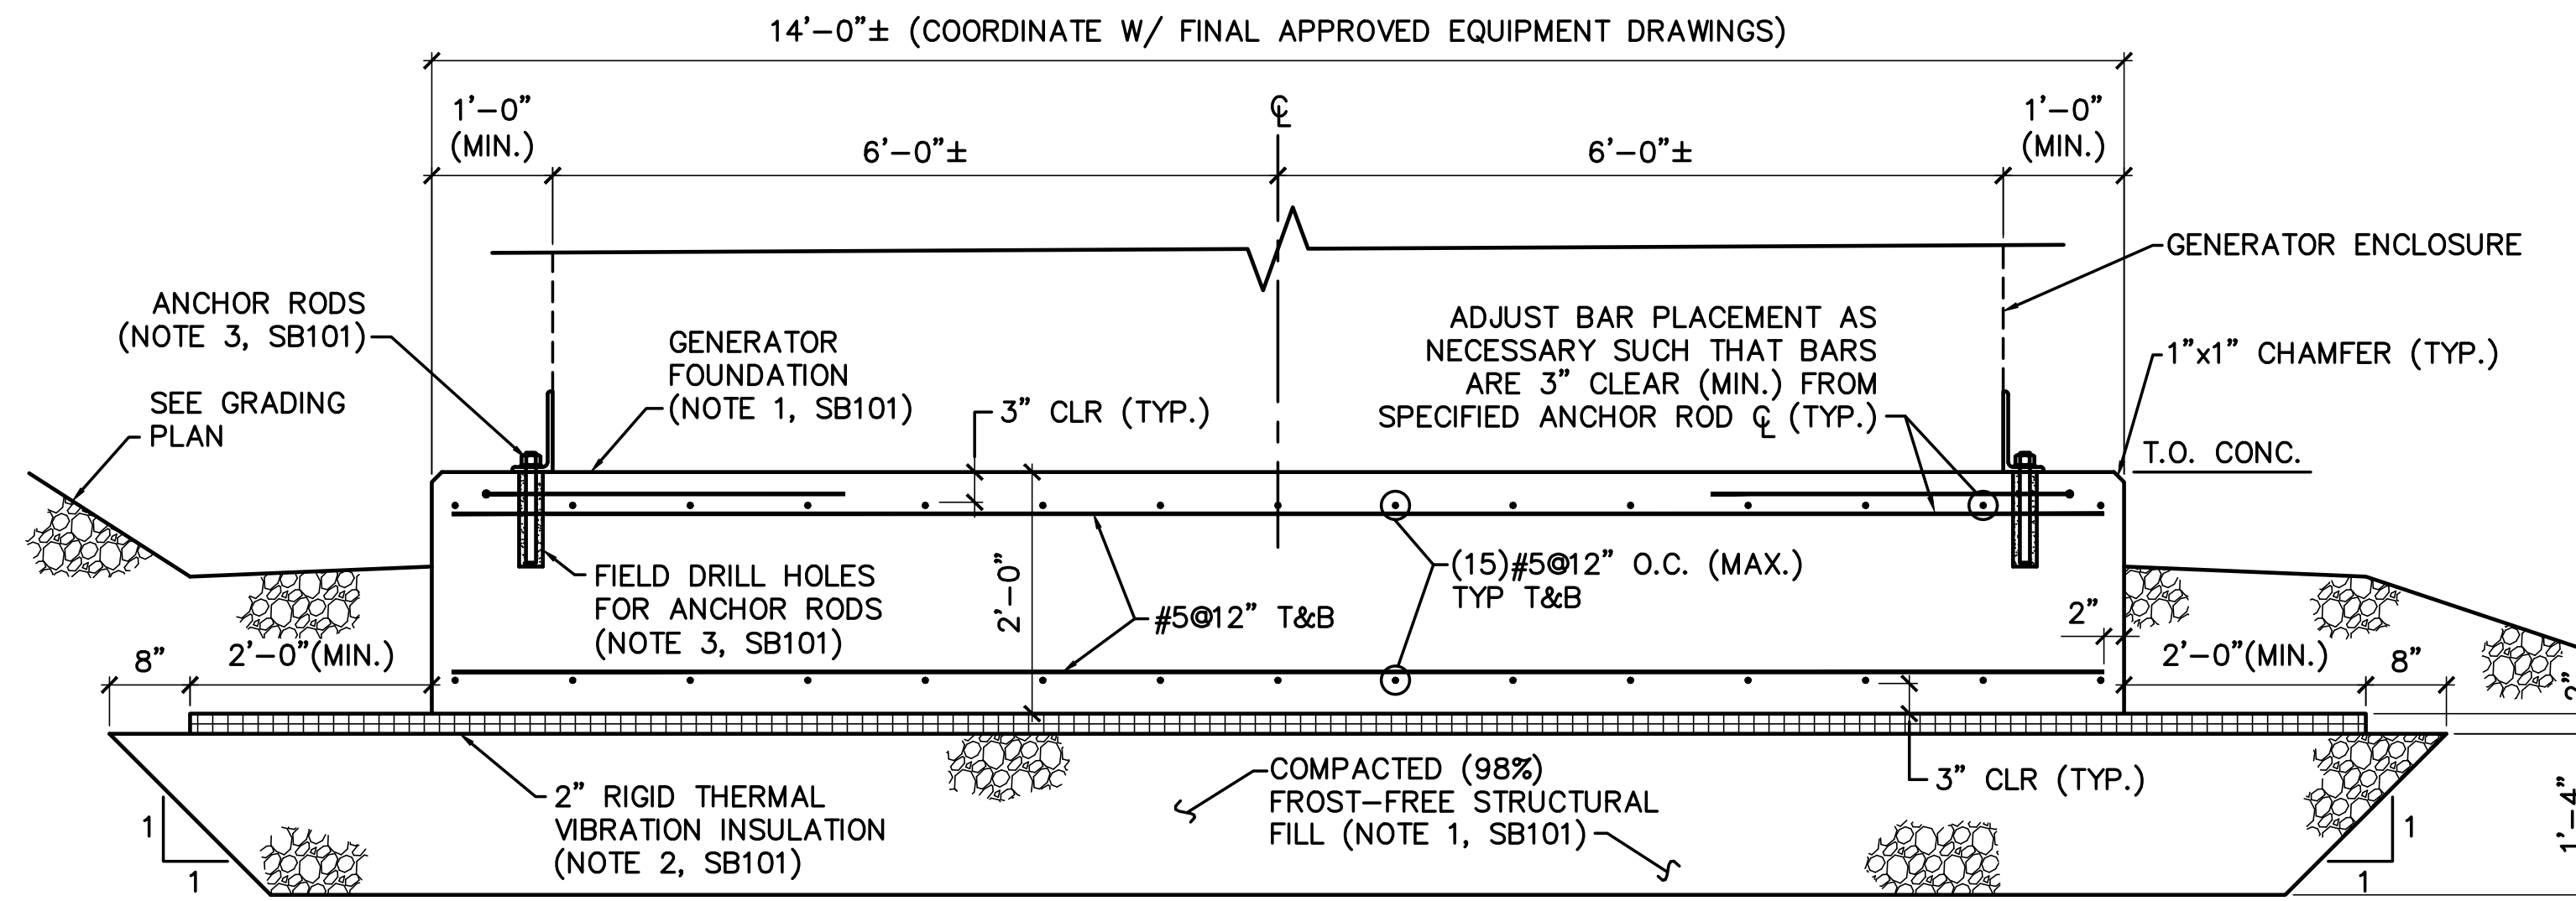 14'-0"± (COORDINATE W/ FINAL APPROVED EQUIPMENT DRAWINGS)
1'-0"
(MIN.)
6'-0"±
℄
6'-0"±
1'-0"
(MIN.)
GENERATOR ENCLOSURE
ANCHOR RODS
(NOTE 3, SB101)
SEE GRADING
PLAN
GENERATOR
FOUNDATION
(NOTE 1, SB101)
3" CLR (TYP.)
ADJUST BAR PLACEMENT AS
NECESSARY SUCH THAT BARS
ARE 3" CLEAR (MIN.) FROM
SPECIFIED ANCHOR ROD ℄ (TYP.)
1"x1" CHAMFER (TYP.)
T.O. CONC.
FIELD DRILL HOLES
FOR ANCHOR RODS
(NOTE 3, SB101)
2'-0"
#5@12" T&B
(15)#5@12" O.C. (MAX.)
TYP T&B
2"
8"
2'-0"(MIN.)
2'-0"(MIN.)
8"
2"
2" RIGID THERMAL
VIBRATION INSULATION
(NOTE 2, SB101)
COMPACTED (98%)
FROST-FREE STRUCTURAL
FILL (NOTE 1, SB101)
3" CLR (TYP.)
1
1
1
1
1'-4"